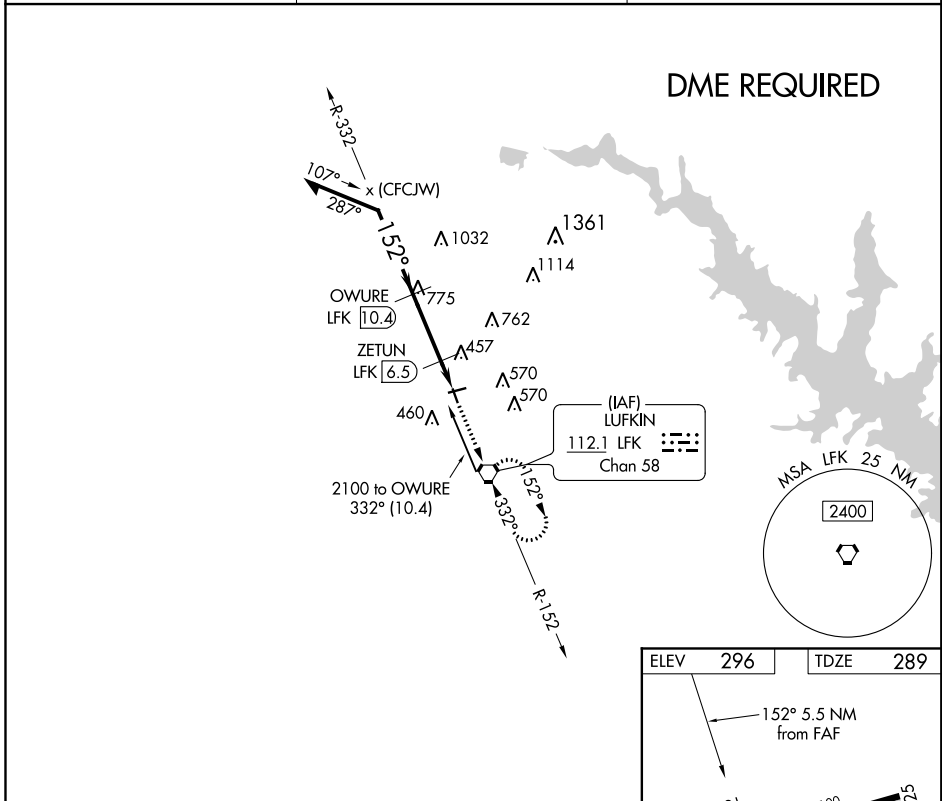 DME REQUIRED
R-332
107°
x (CFCJW)
287°
152°
1032
1361
1114
775
OWURE
LFK 10.4
762
ZETUN
LFK 6.5
457
570
570
460
(IAF)
LUFKIN
112.1 LFK
Chan 58
2100 to OWURE
332° (10.4)
152°
332°
R-152
MSA LFK 25 NM
2400
ELEV 296
TDZE 289
152° 5.5 NM
from FAF
25